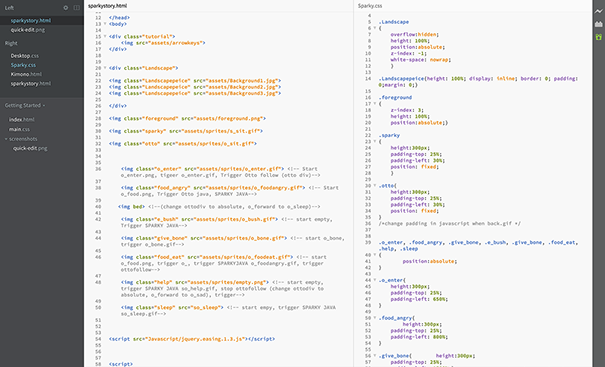 Left
sparkystory.html
quick-edit.png
Right
Desktop.css
Sparky.css
Kimono.html
sparkystory.html
Getting Started
index.html
main.css
screenshots
quick-edit.png
sparkystory.html
12 </head>
13 <body>
14
15 <div class="tutoriel">
16 <img src="assets/arrowkeys">
17 </div>
18
19
20 <div class="Landscape">
21
22 <img class="Landscapepeice" src="assets/Background1.jpg">
23 <img class="Landscapepeice" src="assets/Background2.jpg">
24 <img class="Landscapepeice" src="assets/Background3.jpg">
25
26 </div>
27
28 <img class="foreground" src="assets/foreground.png">
29
30 <img class="sparky" src="assets/sprites/s_sit.gif">
31
32 <img class="otto" src="assets/sprites/o_sit.gif">
33
34
35
36 <img class="o_enter" src="assets/sprites/o_enter.gif"> <!-- Start
o_enter.png, tigger o_enter.gif, Trigger Otto follow (otto div)-->
37
38 <img class="food_angry" src="assets/sprites/o_foodangry.gif"> <!-- Start
o_food.png, Trigger Otto java, SPARKY JAVA-->
39
40 <img bed> <!--(change ottodiv to absolute, o_forward to o_sleep)-->
41
42 <img class="e_bush" src="assets/sprites/o_bush.gif"> <!-- start empty,
Trigger SPARKY JAVA-->
43
44 <img class="give_bone" src="assets/sprites/o_bone.gif"> <!-- start o_bone,
trigger o_bone.gif-->
45
46 <img class="food_eat" src="assets/sprites/o_foodeat.gif"> <!-- start
o_food.png, trigger o_, trigger SPARKYJAVA o_foodangry.gif, trigger
ottofollow-->
47
48 <img class="help" src="assets/sprites/empty.png"> <!-- start empty,
trigger SPARKY JAVA so_help.gif, stop ottofollow (change ottodiv to
absolute, o_forward to o_sad), trigger-->
49
50 <img class="sleep" src="so_sleep"> <!-- start empy, trigger SPARKY JAVA
so_sleep.gif-->
51
52
53
54 <script src="Javascript/jquery.easing.1.3.js"></script>
55
56
57
58 <script>
Sparky.css
4
5 .Landscape
6 {
7 overflow:hidden;
8 height: 100%;
9 position:absolute;
10 z-index: -1;
11 white-space: nowrap;
12 }
13
14 .Landscapepeice{height: 100%; display: inline; border: 0; padding:
0;margin: 0;}
15
16 .foreground
17 {
18 z-index: 3;
19 height: 100%;
20 position:absolute;}
21
22 .sparky
23 {
24 height:300px;
25 padding-top: 25%;
26 padding-left: 30%;
27 position: fixed;
28 }
29
30 .otto{
31 height:300px;
32 padding-top: 25%;
33 padding-left: 30%;
34 position: fixed;
35 }
36 /*change padding in javascript when back.gif */
37
38
39 .o_enter, .food_angry, .give_bone, .e_bush, .give_bone, .food_eat,
.help, .sleep
40 {
41 position:absolute;
42 }
43
44 .o_enter{
45 height:300px;
46 padding-top: 25%;
47 padding-left: 650%;
48 }
49
50 .food_angry{
51 height:300px;
52 padding-top: 25%;
53 padding-left: 800%;
54 }
55
56 .give_bone{ height:300px;
57 padding-top: 25%;